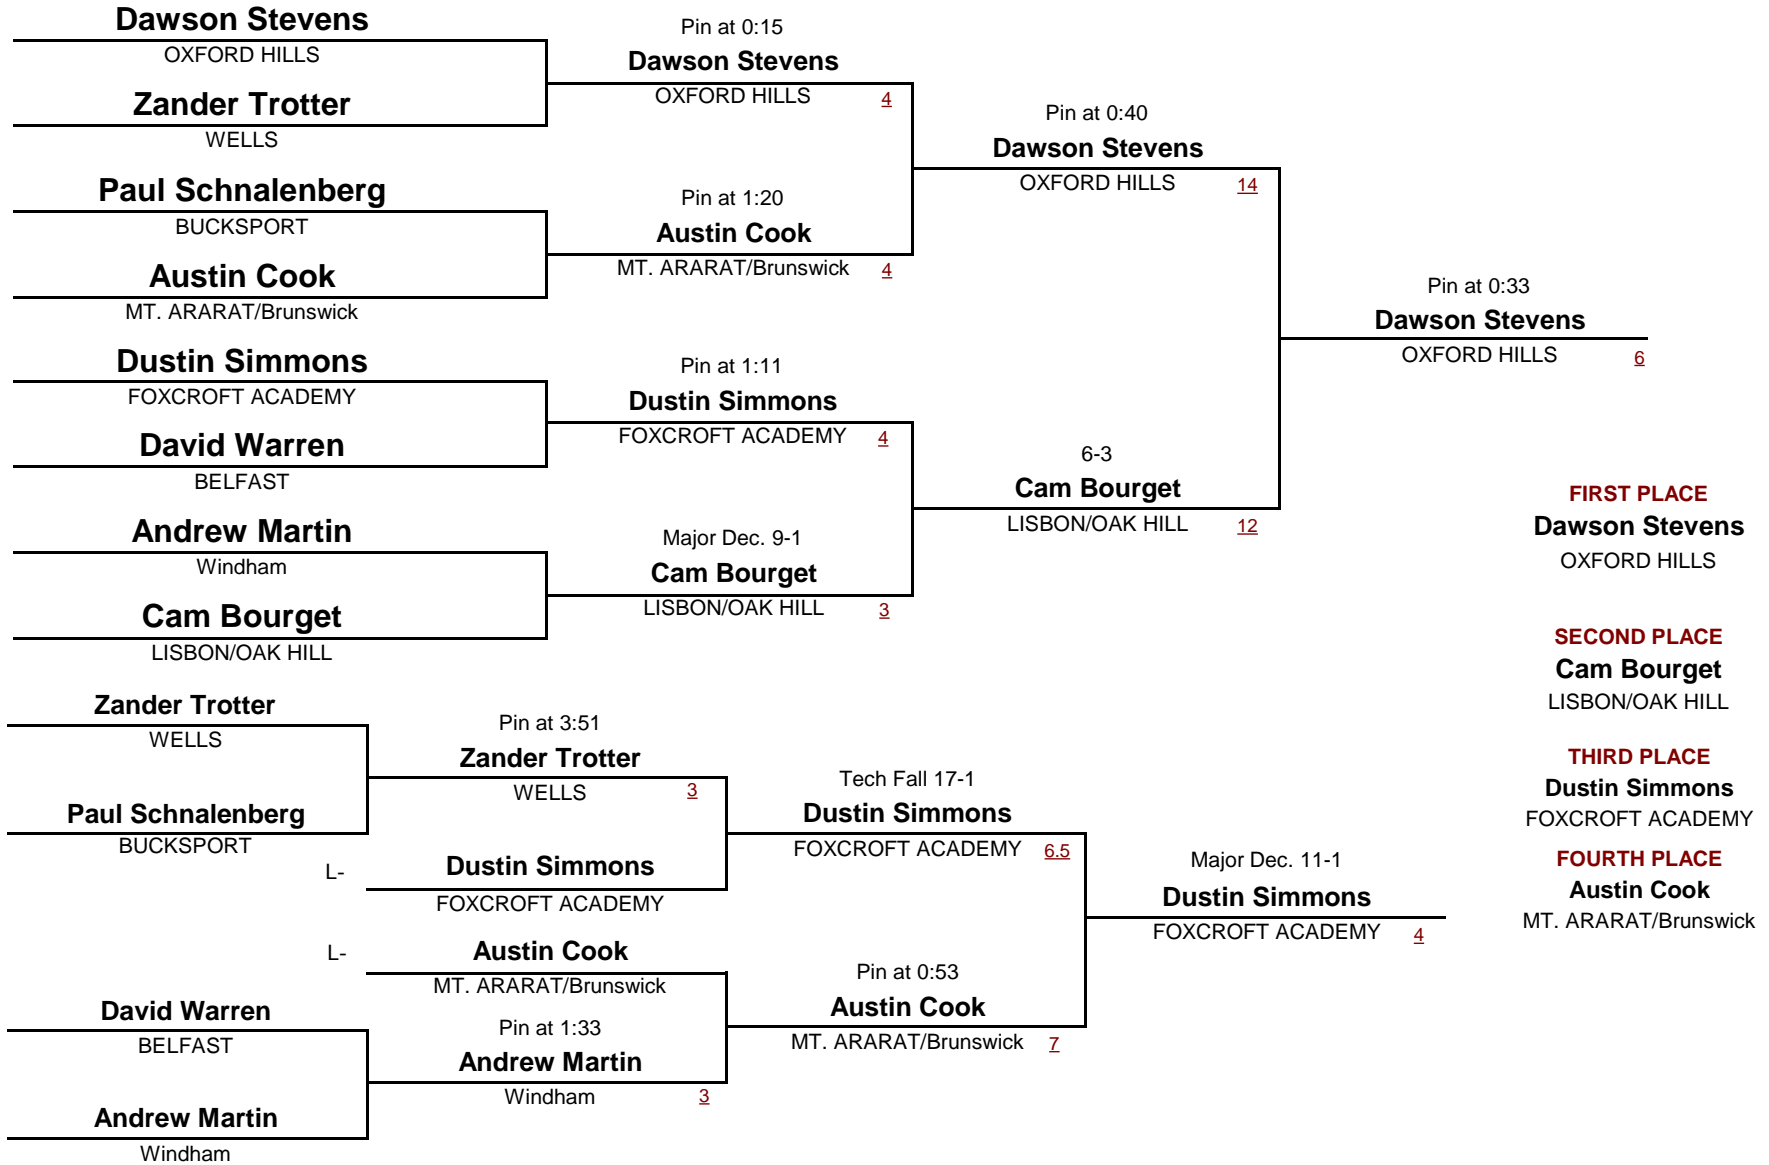 Dawson Stevens
OXFORD HILLS
Zander Trotter
WELLS
Paul Schnalenberg
BUCKSPORT
Austin Cook
MT. ARARAT/Brunswick
Dustin Simmons
FOXCROFT ACADEMY
David Warren
BELFAST
Andrew Martin
Windham
Cam Bourget
LISBON/OAK HILL
Pin at 0:15
Dawson Stevens
OXFORD HILLS 4
Pin at 1:20
Austin Cook
MT. ARARAT/Brunswick 4
Pin at 1:11
Dustin Simmons
FOXCROFT ACADEMY 4
Major Dec. 9-1
Cam Bourget
LISBON/OAK HILL 3
Pin at 0:40
Dawson Stevens
OXFORD HILLS 14
6-3
Cam Bourget
LISBON/OAK HILL 12
Pin at 0:33
Dawson Stevens
OXFORD HILLS 6
Zander Trotter
WELLS
Paul Schnalenberg
BUCKSPORT
David Warren
BELFAST
Andrew Martin
Windham
Pin at 3:51
Zander Trotter
WELLS 3
L- Dustin Simmons
FOXCROFT ACADEMY
L- Austin Cook
MT. ARARAT/Brunswick
Pin at 1:33
Andrew Martin
Windham 3
Tech Fall 17-1
Dustin Simmons
FOXCROFT ACADEMY 6.5
Pin at 0:53
Austin Cook
MT. ARARAT/Brunswick 7
Major Dec. 11-1
Dustin Simmons
FOXCROFT ACADEMY 4
FIRST PLACE
Dawson Stevens
OXFORD HILLS
SECOND PLACE
Cam Bourget
LISBON/OAK HILL
THIRD PLACE
Dustin Simmons
FOXCROFT ACADEMY
FOURTH PLACE
Austin Cook
MT. ARARAT/Brunswick